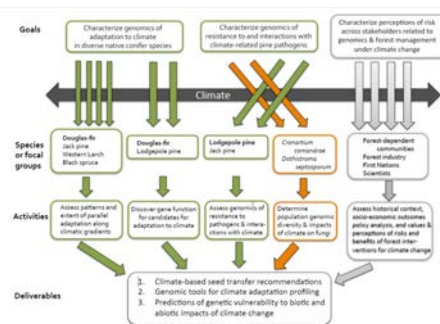 Goals
Characterize genomics of
adaptation to climate
in diverse native conifer species
Characterize genomics of
resistance to and interactions with
climate-related pine pathogens
Characterize perceptions of risk
across stakeholders related to
genomics & forest management
under climate change
Climate
Species
or focal
groups
Douglas-fir
Jack pine
Western Larch
Black spruce
Douglas-fir
Lodgepole pine
Lodgepole pine
Jack pine
Cronartium
comandrae
Dothistroma
septosporum
Forest-dependent
communities
Forest industry
First Nations
Scientists
Activities
Assess patterns and
extent of parallel
adaptation along
climatic gradients
Discover gene function
for candidates for
adaptation to climate
Assess genomics of
resistance to
pathogens & interac-
tions with climate
Determine
population genomic
diversity & impacts
of climate on fungi
Assess historical context,
socio-economic outcomes
policy analysis, and values &
perceptions of risks and
benefits of forest inter-
ventions for climate change
Deliverables
1. Climate-based seed transfer recommendations
2. Genomic tools for climate adaptation profiling
3. Predictions of genetic vulnerability to biotic and
abiotic impacts of climate change